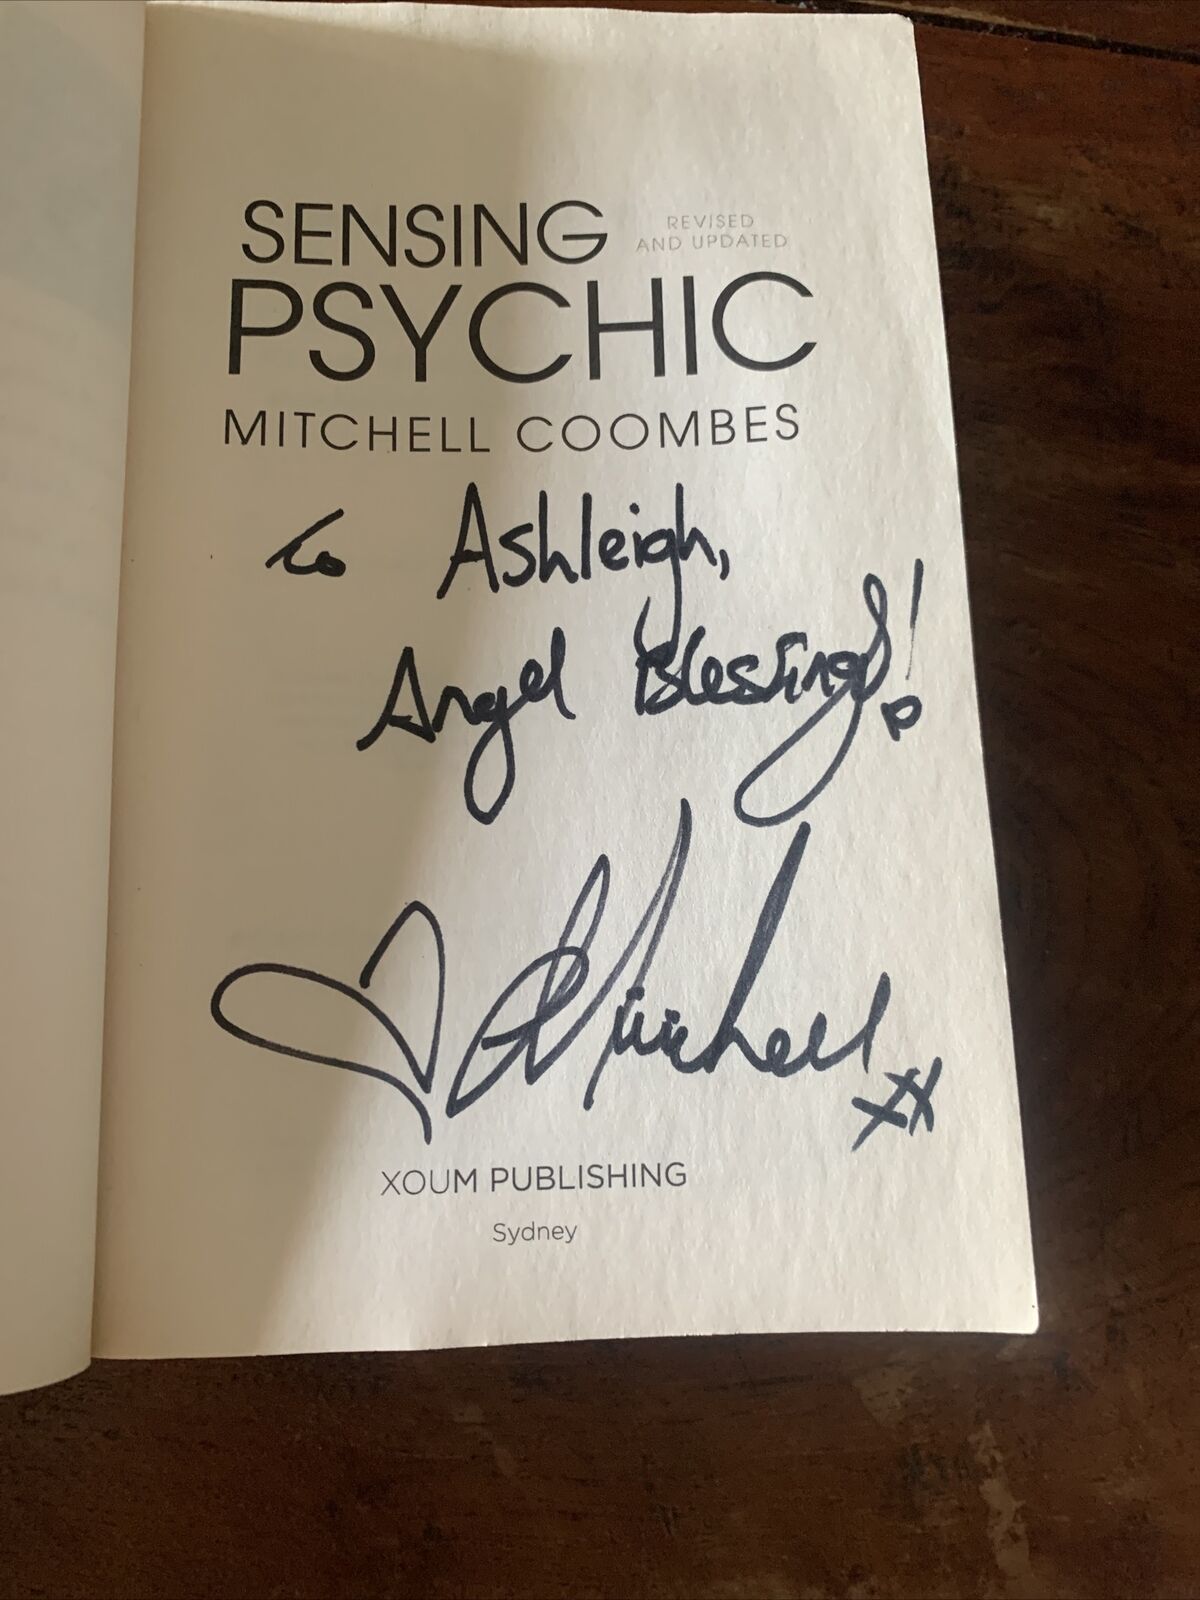 SENSING
REVISED
AND UPDATED
PSYCHIC
MITCHELL COOMBES
to Ashleigh,
Angel Blessings!
Mitchell
xx
XOUM PUBLISHING
Sydney